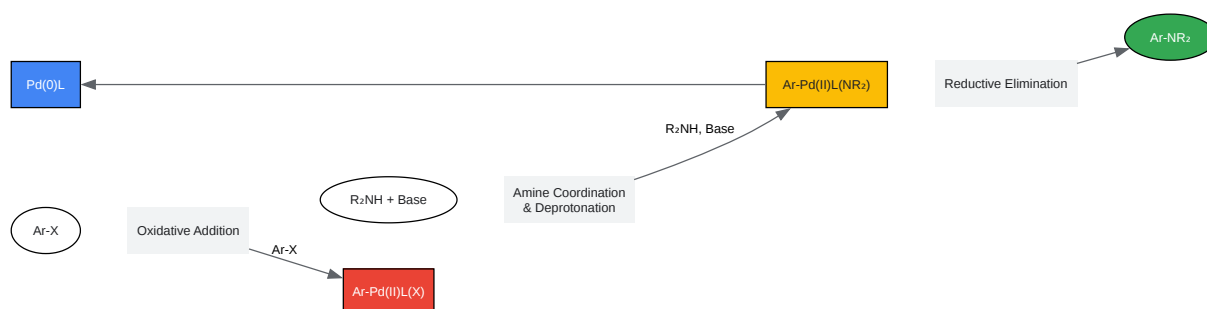 Ar-NR₂
Pd(0)L
Ar-Pd(II)L(NR₂)
Reductive Elimination
R₂NH, Base
R₂NH + Base
Amine Coordination
& Deprotonation
Ar-X
Oxidative Addition
Ar-X
Ar-Pd(II)L(X)